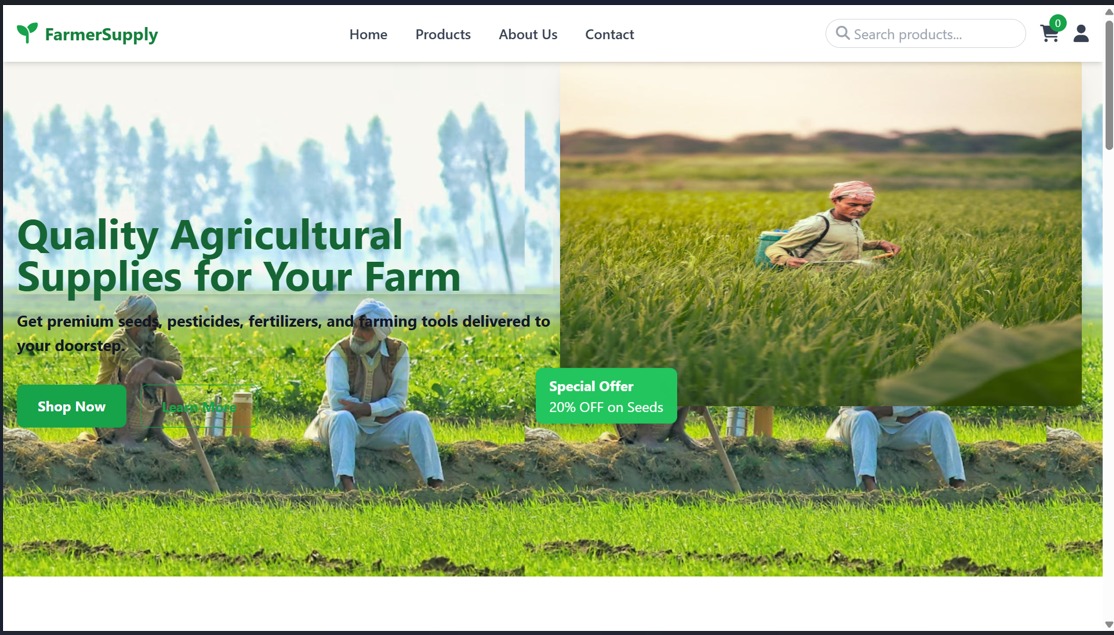 FarmerSupply
Home
Products
About Us
Contact
Search products...
0
Quality Agricultural
Supplies for Your Farm
Get premium seeds, pesticides, fertilizers, and farming tools delivered to
your doorstep.
Shop Now
Learn More
Special Offer
20% OFF on Seeds